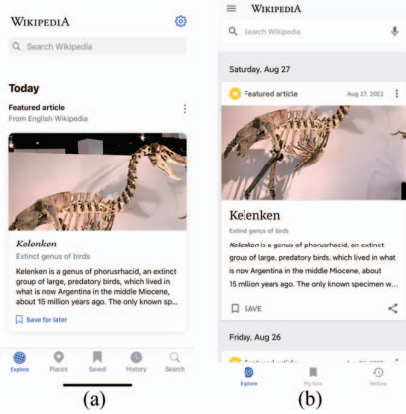 WIKIPEDIA
Search Wikipedia
Today
Featured article
From English Wikipedia
Kelenken
Extinct genus of birds
Kelenken is a genus of phorusrhacid, an extinct
group of large, predatory birds, which lived in
what is now Argentina in the middle Miocene,
about 15 million years ago. The only known sp...
Save for later
Explore
Places
Saved
History
Search
(a)
WIKIPEDIA
Search Wikipedia
Saturday, Aug 27
Featured article
Aug 27, 2022
Kelenken
Extinct genus of birds
Kelenken is a genus of phorusrhacid, an extinct
group of large, predatory birds, which lived in what
is now Argentina in the middle Miocene, about
15 million years ago. The only known specimen w...
SAVE
Friday, Aug 26
Featured article
Explore
My lists
History
(b)